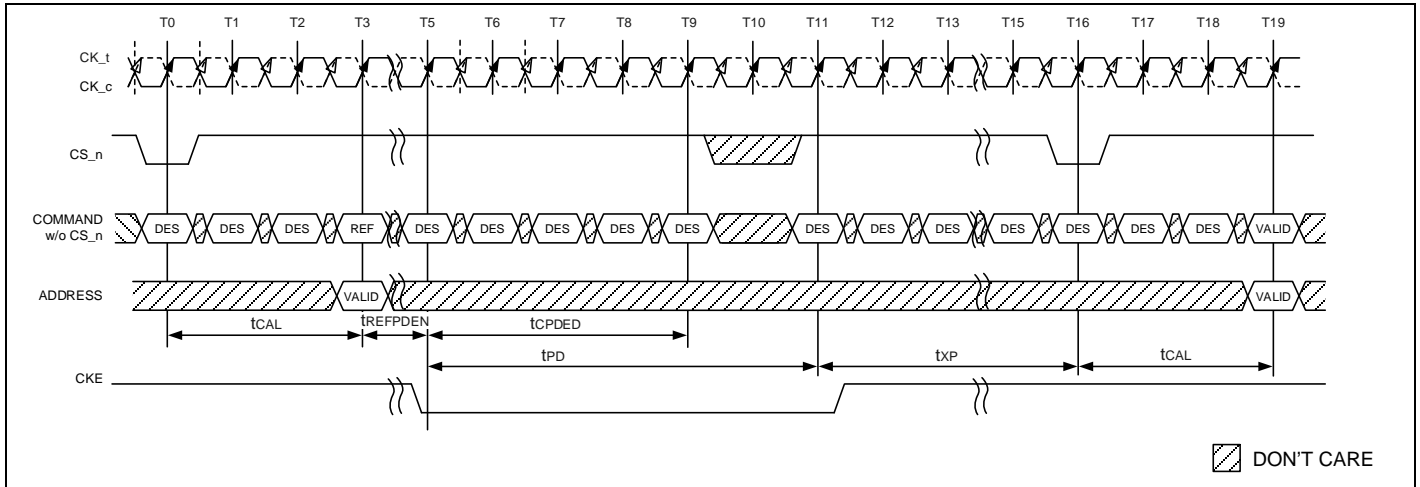 T0 T1 T2 T3 T5 T6 T7 T8 T9 T10 T11 T12 T13 T15 T16 T17 T18 T19
CK_t
CK_c
CS_n
COMMAND
w/o CS_n
DES DES DES REF DES DES DES DES DES DES DES DES DES DES DES DES VALID
ADDRESS
VALID VALID
tCAL tREFPDEN tCPDED
tPD tXP tCAL
CKE
DON'T CARE